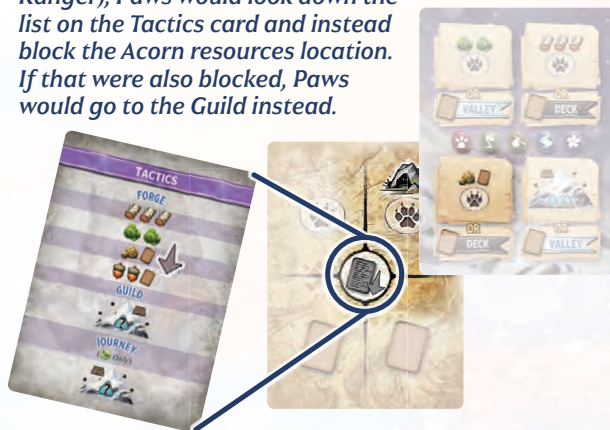 Ranger), Paws would look down the
list on the Tactics card and instead
block the Acorn resources location.
If that were also blocked, Paws
would go to the Guild instead.
TACTICS
FORGE
GUILD
JOURNEY
( Only)
OR
VALLEY
OR
DECK
OR
DECK
OR
VALLEY